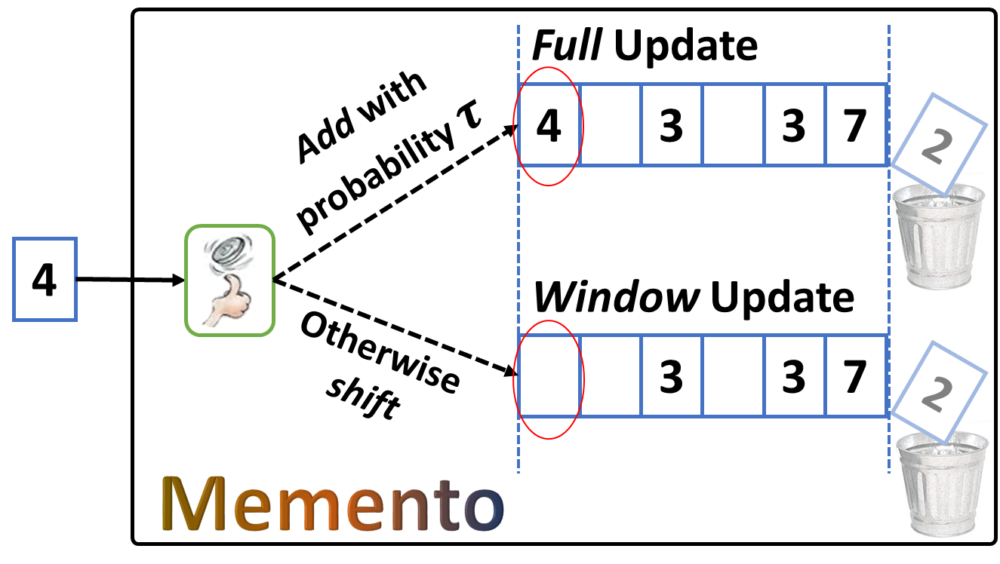 Full Update
Add with
probability τ
4 3 3 7
2
4
Window Update
Otherwise
shift
3 3 7
2
Memento